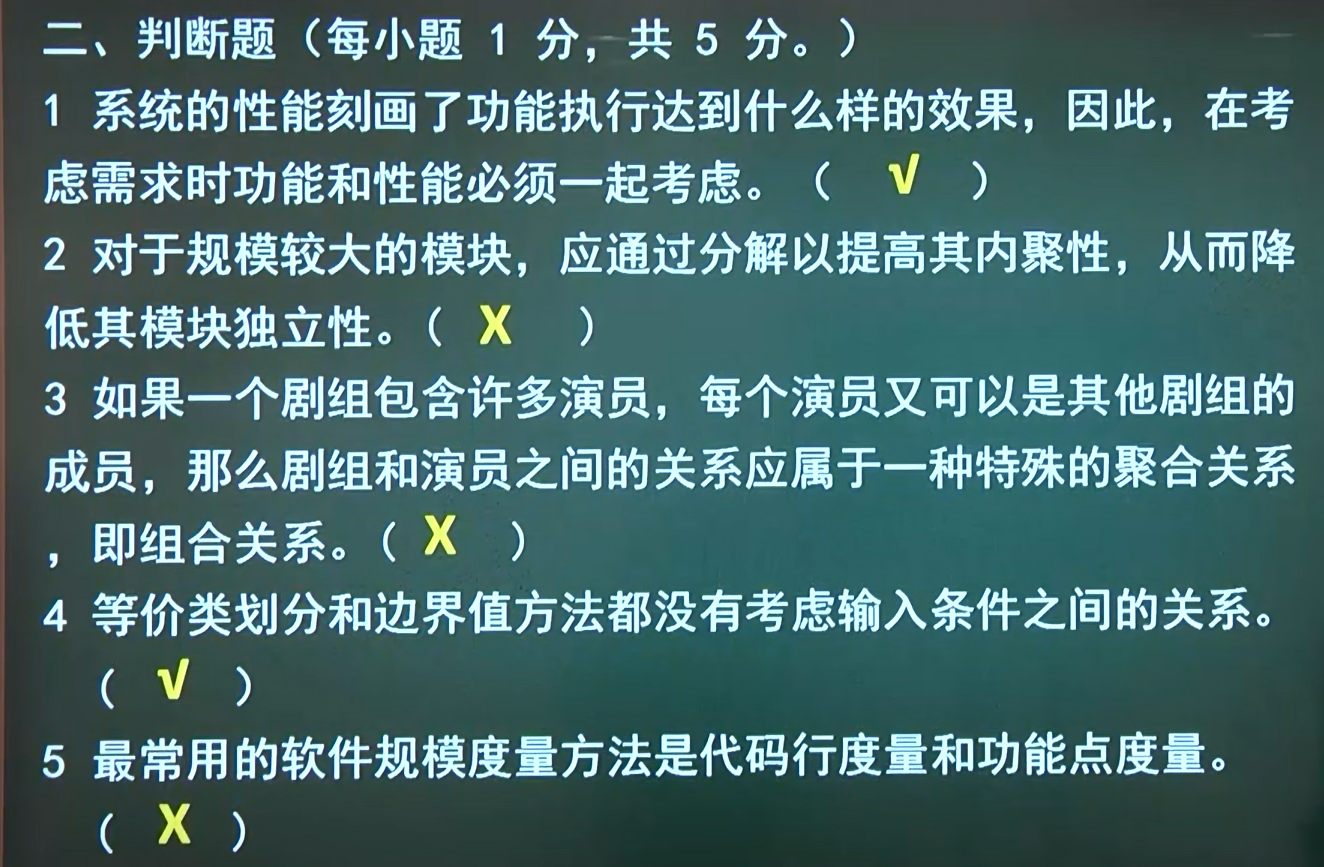 二、判断题（每小题 1 分，共 5 分。）
1 系统的性能刻画了功能执行达到什么样的效果，因此，在考
虑需求时功能和性能必须一起考虑。（ √ ）
2 对于规模较大的模块，应通过分解以提高其内聚性，从而降
低其模块独立性。（ X ）
3 如果一个剧组包含许多演员，每个演员又可以是其他剧组的
成员，那么剧组和演员之间的关系应属于一种特殊的聚合关系
，即组合关系。（ X ）
4 等价类划分和边界值方法都没有考虑输入条件之间的关系。
（ √ ）
5 最常用的软件规模度量方法是代码行度量和功能点度量。
（ X ）